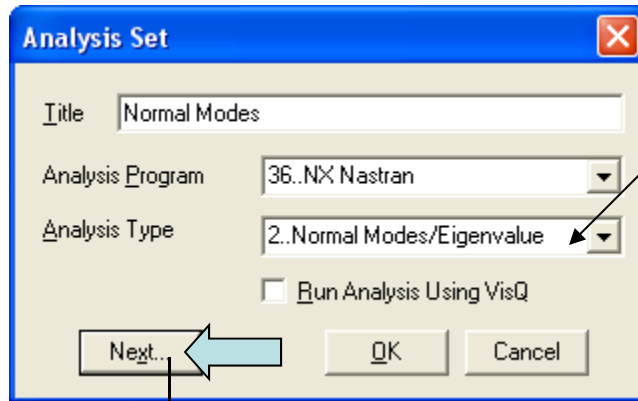 Analysis Set
Title Normal Modes
Analysis Program 36..NX Nastran
Analysis Type 2..Normal Modes/Eigenvalue
Run Analysis Using VisQ
Next... OK Cancel